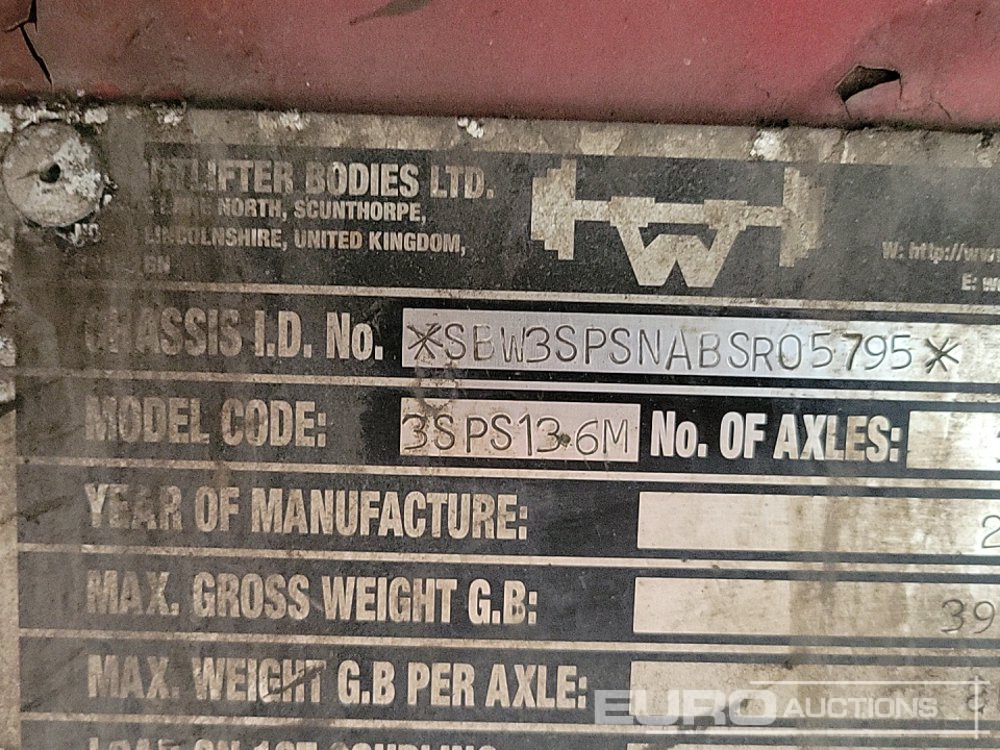 BODIES LTD.
NORTH, SCUNTHORPE,
LINCOLNSHIRE, UNITED KINGDOM,
W
W: http://www
E:
CHASSIS I.D. No. *SBW3SPSNABSR05795*
MODEL CODE: 3SPS13.6M No. OF AXLES:
YEAR OF MANUFACTURE: 2
MAX. GROSS WEIGHT G.B: 39
MAX. WEIGHT G.B PER AXLE:
EURO AUCTIONS